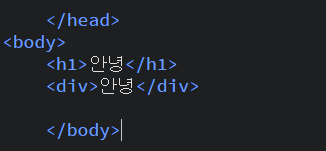 </head>
<body>
<h1>안녕</h1>
<div>안녕</div>
</body>